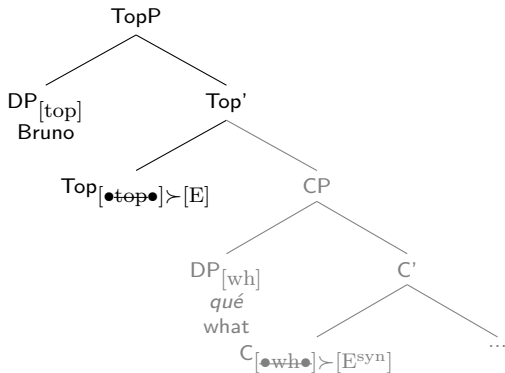 TopP
DP[top]
Bruno
Top'
Top[●top●]≻[E]
CP
DP[wh]
qué
what
C'
C[●wh●]≻[Esyn]
...